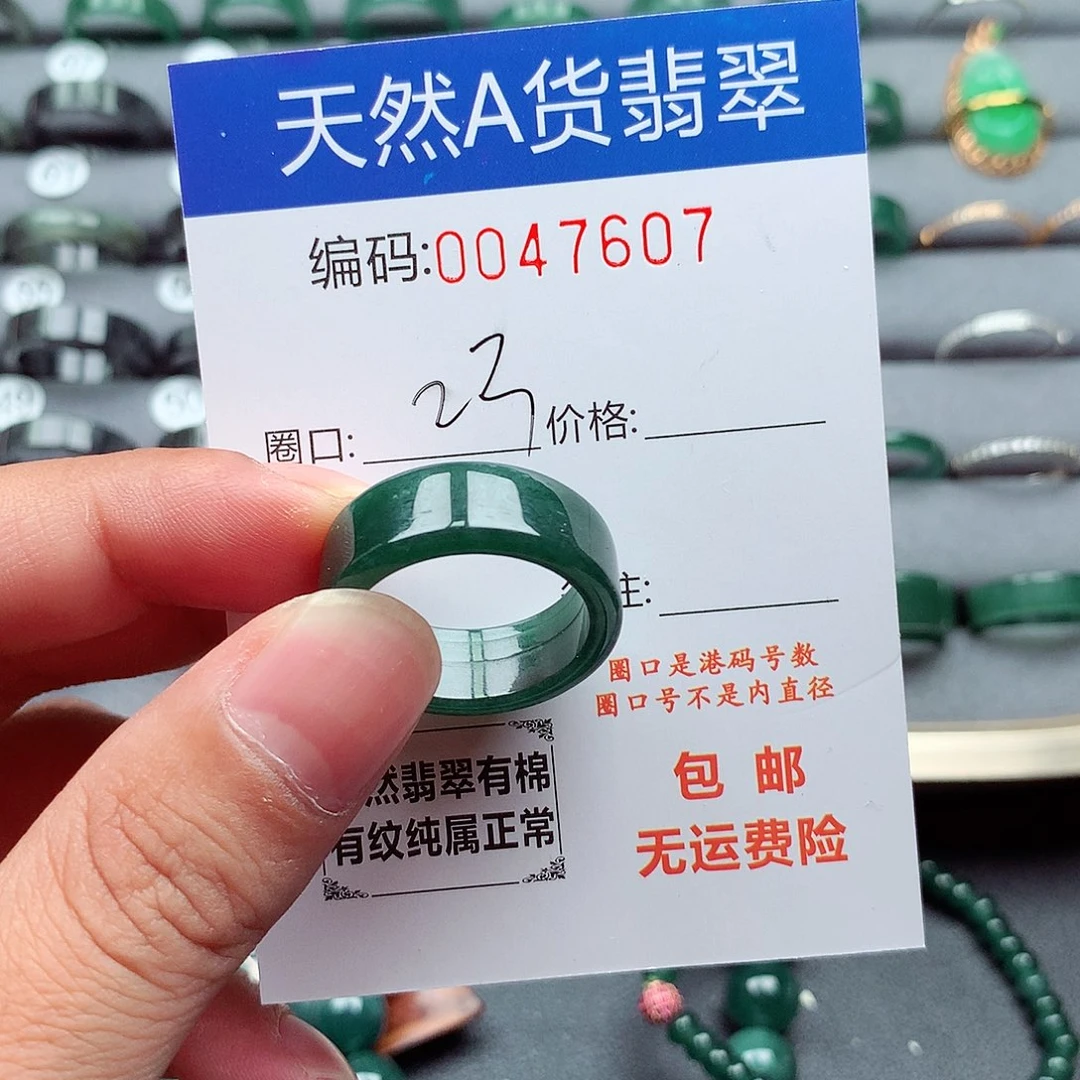 天然A货翡翠
编码:0047607
圈口: 23 价格:
主:
圈口是港码号数
圈口号不是内直径
然翡翠有棉
有纹纯属正常
包 邮
无运费险